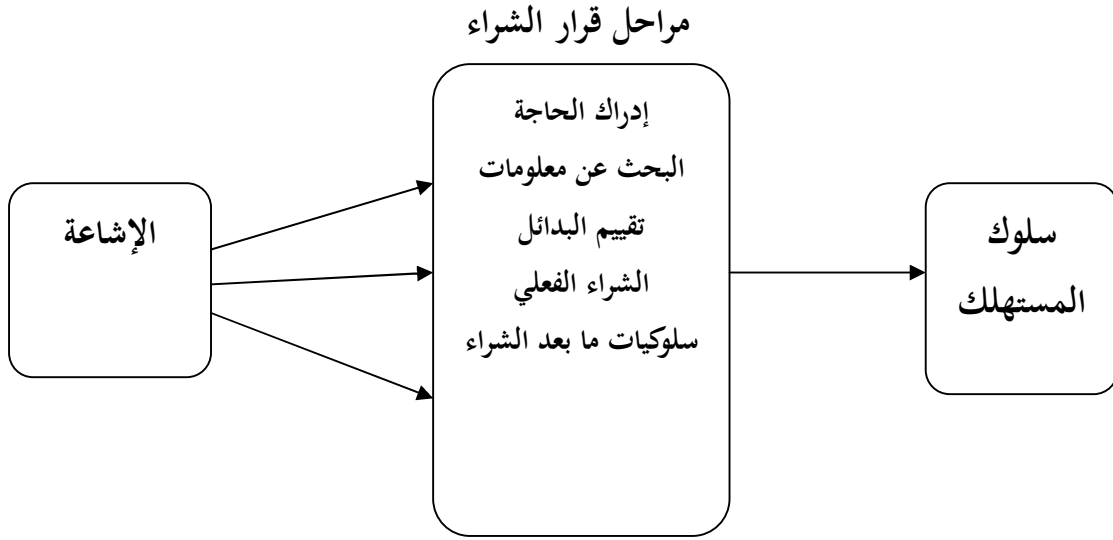 مراحل قرار الشراء
إدراك الحاجة
البحث عن معلومات
تقييم البدائل
الشراء الفعلي
سلوكيات ما بعد الشراء
الإشاعة
سلوك
المستهلك